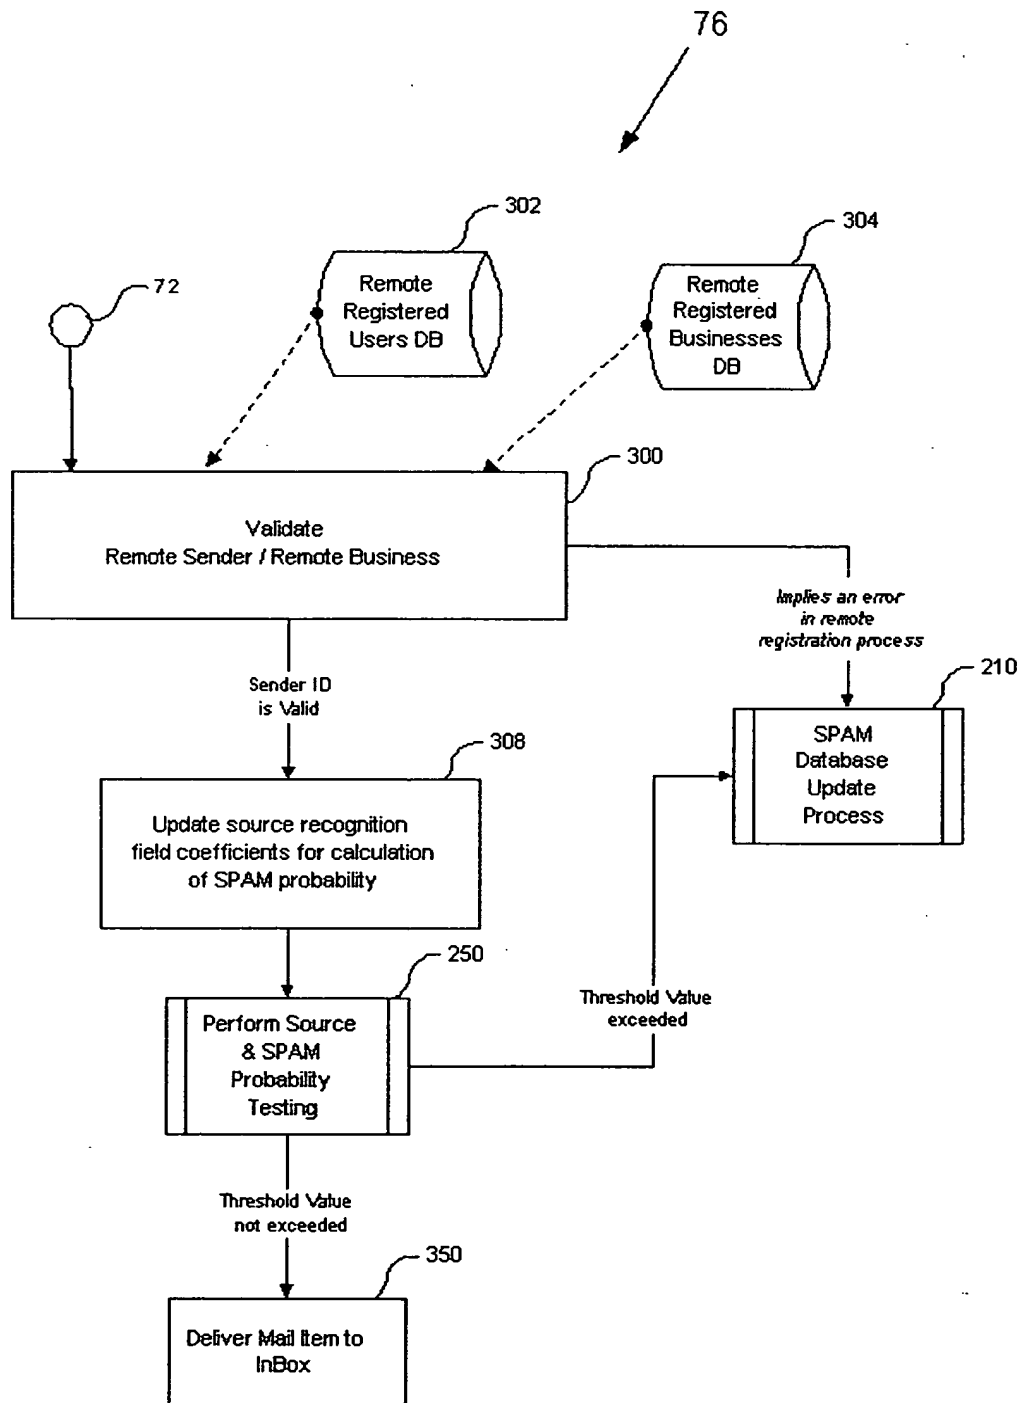 76
302
304
72
Remote
Registered
Users DB
Remote
Registered
Businesses
DB
300
Validate
Remote Sender / Remote Business
Implies an error
in remote
registration process
Sender ID
is Valid
210
SPAM
Database
Update
Process
308
Update source recognition
field coefficients for calculation
of SPAM probability
250
Perform Source
& SPAM
Probability
Testing
Threshold Value
exceeded
Threshold Value
not exceeded
350
Deliver Mail Item to
InBox